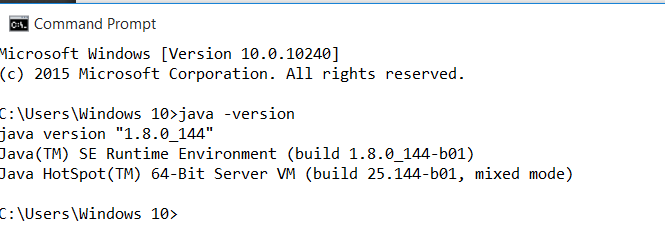 Command Prompt
Microsoft Windows [Version 10.0.10240]
(c) 2015 Microsoft Corporation. All rights reserved.
C:\Users\Windows 10>java -version
java version "1.8.0_144"
Java(TM) SE Runtime Environment (build 1.8.0_144-b01)
Java HotSpot(TM) 64-Bit Server VM (build 25.144-b01, mixed mode)
C:\Users\Windows 10>